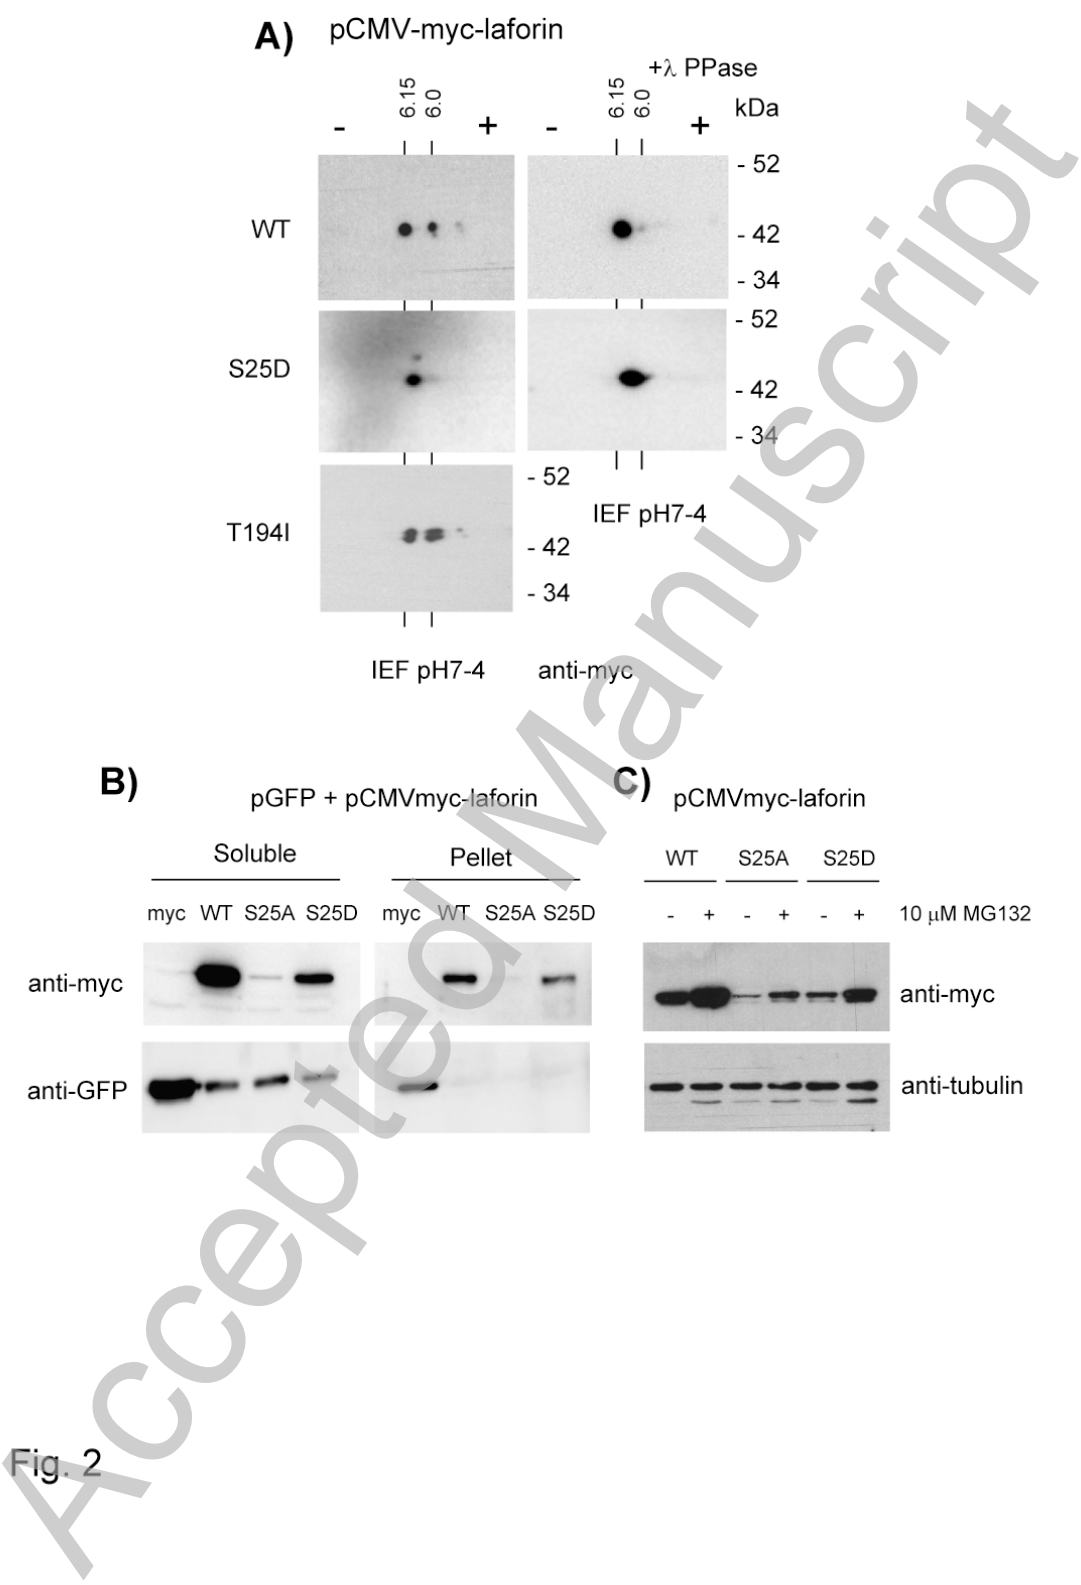 A) pCMV-myc-laforin
+λ PPase
6.15 6.0 6.15 6.0 kDa
- + - +
WT - 52
- 42
- 34
S25D - 52
- 42
- 34
T194I - 52
- 42
- 34
IEF pH7-4
IEF pH7-4 anti-myc
B) pGFP + pCMVmyc-laforin
Soluble Pellet
myc WT S25A S25D myc WT S25A S25D
anti-myc
anti-GFP
C) pCMVmyc-laforin
WT S25A S25D
- + - + - + 10 μM MG132
anti-myc
anti-tubulin
Fig. 2
Accepted Manuscript